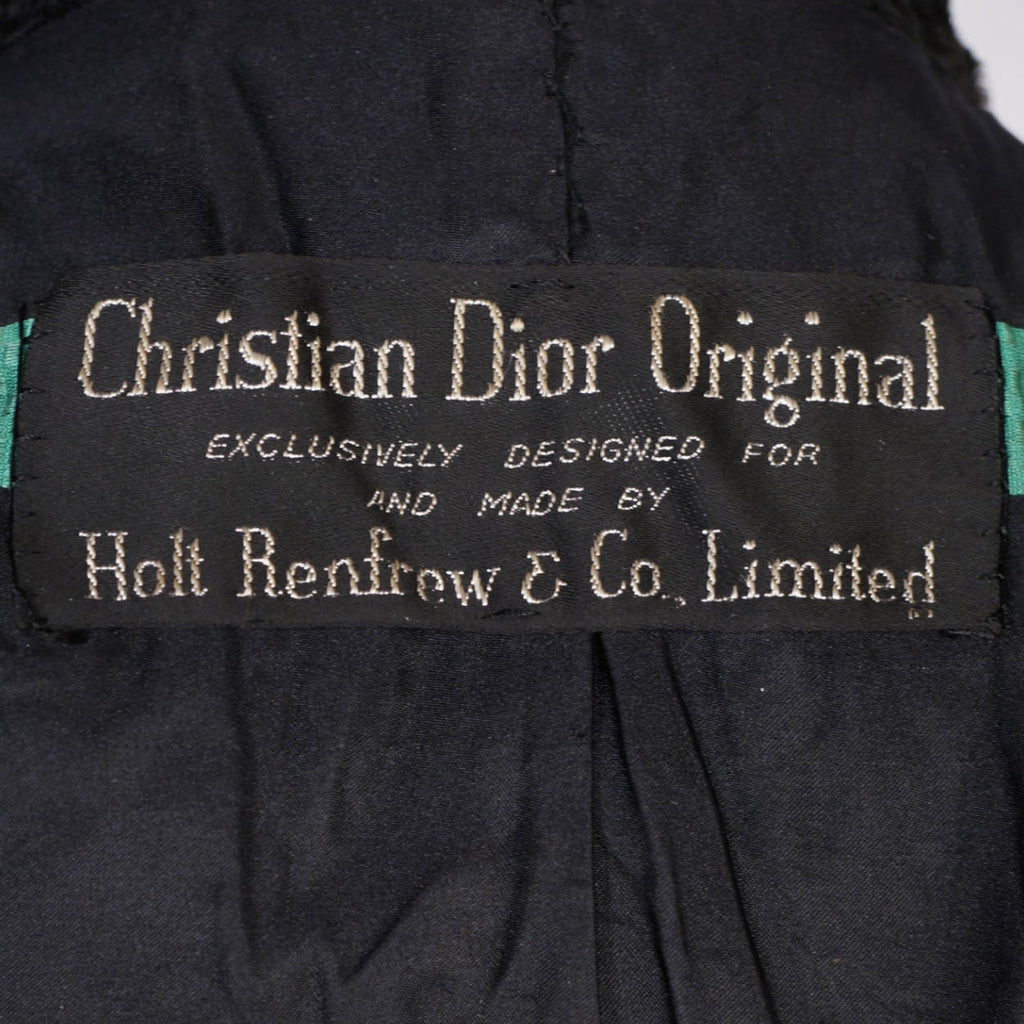 Christian Dior Original
EXCLUSIVELY DESIGNED FOR
AND MADE BY
Holt Renfrew & Co., Limited